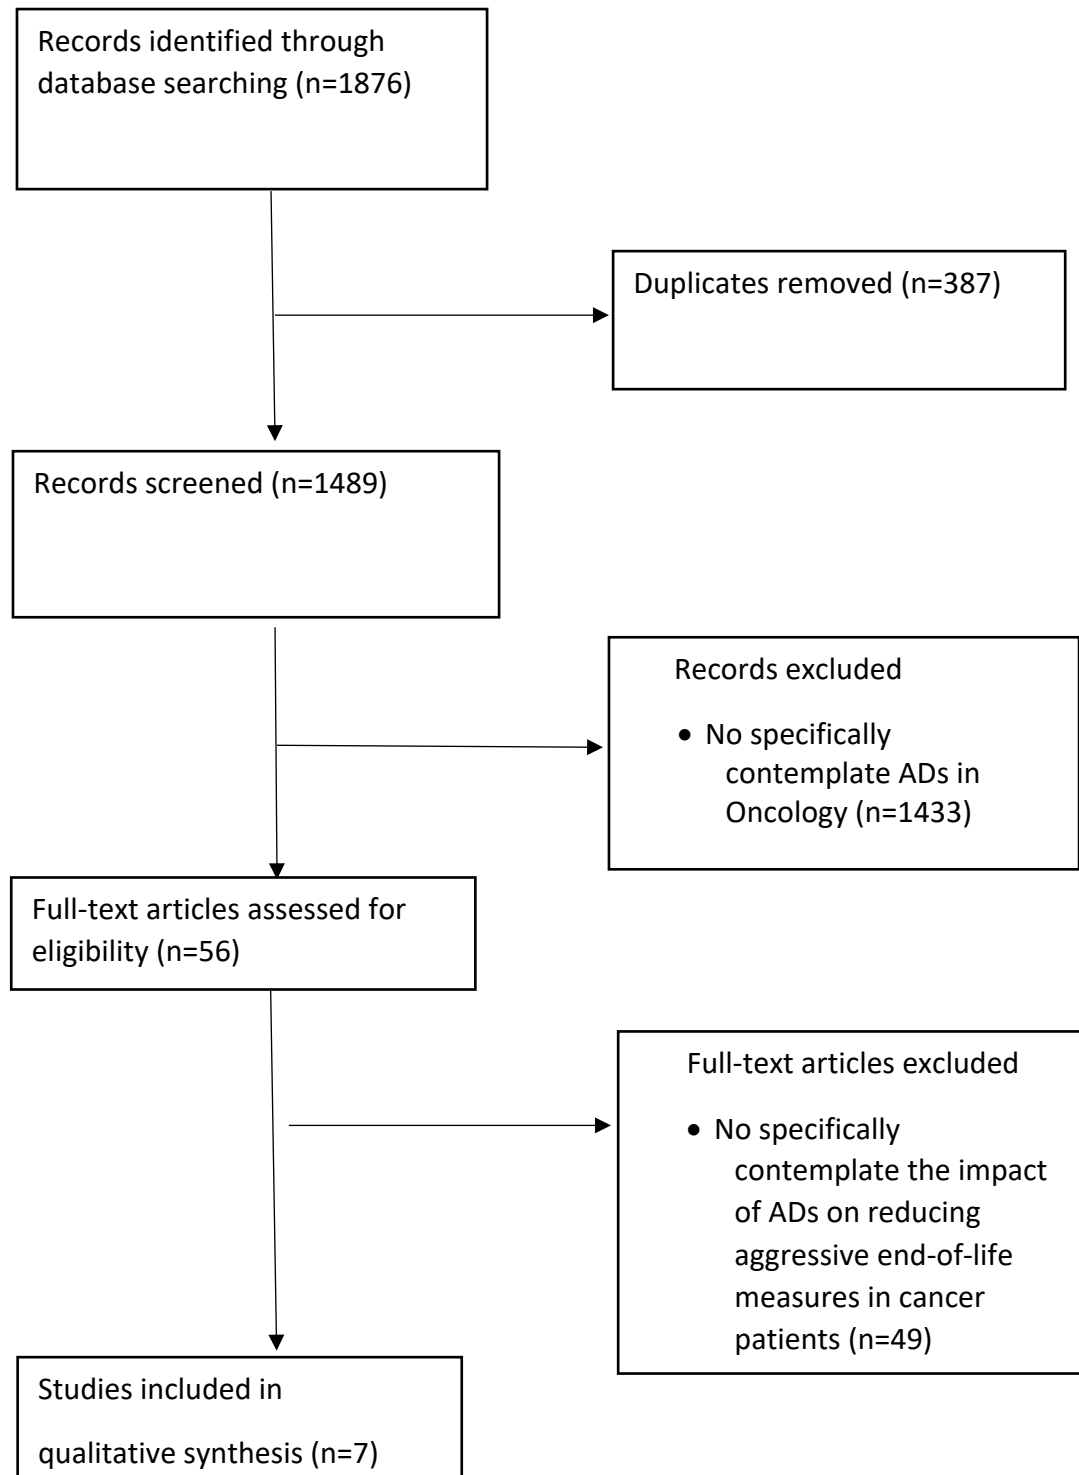 Records identified through
database searching (n=1876)
Duplicates removed (n=387)
Records screened (n=1489)
Records excluded
• No specifically
contemplate ADs in
Oncology (n=1433)
Full-text articles assessed for
eligibility (n=56)
Full-text articles excluded
• No specifically
contemplate the impact
of ADs on reducing
aggressive end-of-life
measures in cancer
patients (n=49)
Studies included in
qualitative synthesis (n=7)